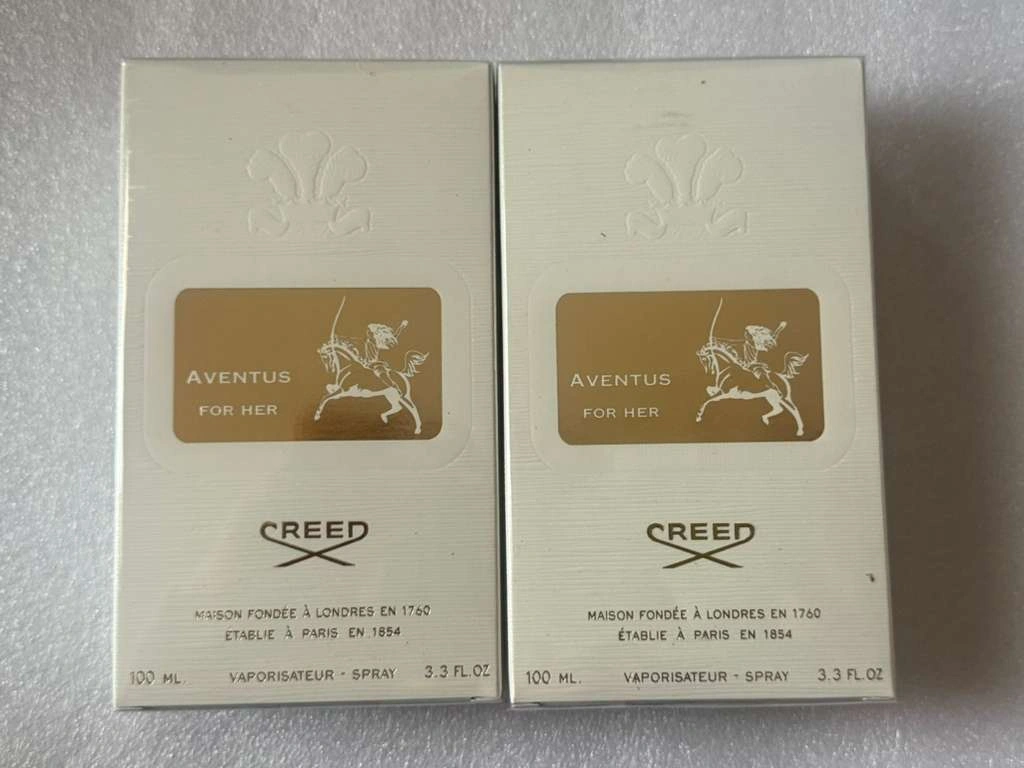 AVENTUS
FOR HER
CREED
MAISON FONDÉE À LONDRES EN 1760
ÉTABLIE À PARIS EN 1854
100 ML. VAPORISATEUR - SPRAY 3.3 FL.OZ
AVENTUS
FOR HER
CREED
MAISON FONDÉE À LONDRES EN 1760
ÉTABLIE À PARIS EN 1854
100 ML. VAPORISATEUR - SPRAY 3.3 FL.OZ